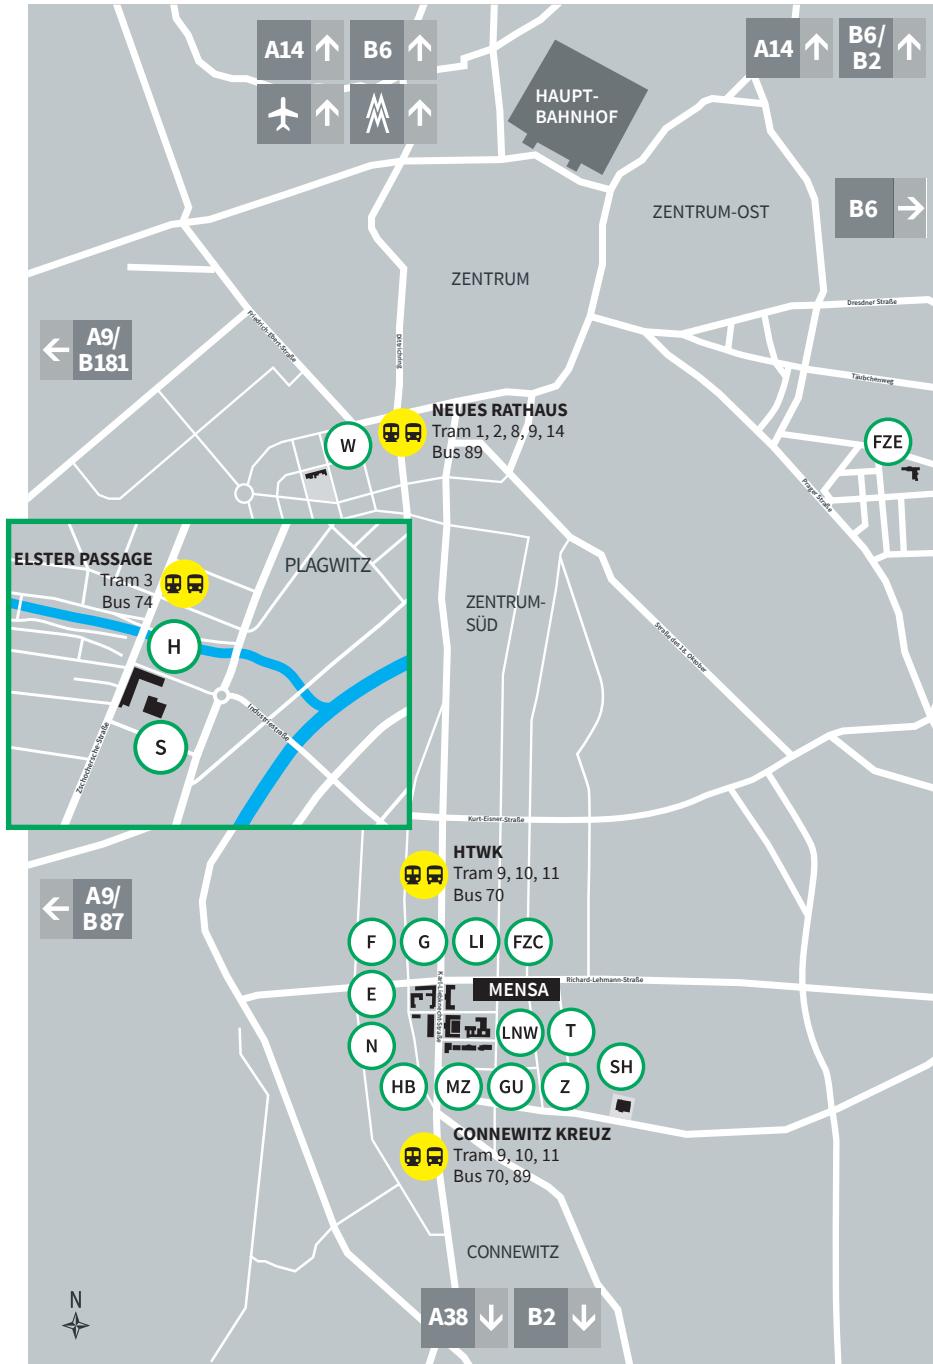 A14
B6
A14
B6/
B2
HAUPT-
BAHNHOF
B6
ZENTRUM-OST
ZENTRUM
Dresdner Straße
A9/
B181
Friedrich-Ebert-Straße
Dittrichring
Täubchenweg
NEUES RATHAUS
Tram 1, 2, 8, 9, 14
Bus 89
W
FZE
Prager Straße
ELSTER PASSAGE
Tram 3
Bus 74
PLAGWITZ
ZENTRUM-
SÜD
H
Straße des 18. Oktober
Industriestraße
S
Zschochersche-Straße
Kurt-Eisner-Straße
HTWK
Tram 9, 10, 11
Bus 70
A9/
B87
F
G
LI
FZC
Richard-Lehmann-Straße
E
MENSA
Karl-Liebknecht-Straße
N
LNW
T
SH
HB
MZ
GU
Z
CONNEWITZ KREUZ
Tram 9, 10, 11
Bus 70, 89
CONNEWITZ
N
A38
B2